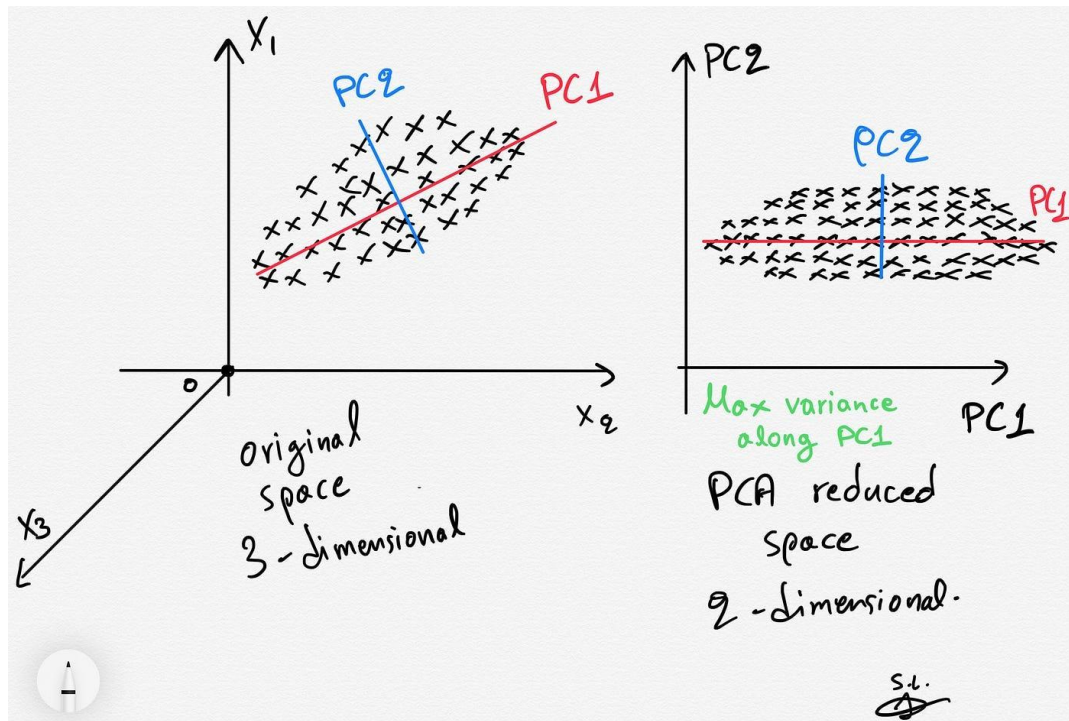 X1
PC2
PC1
0
X2
X3
original
space
3-dimensional
PC2
PC2
PC1
PC1
Max variance
along PC1
PCA reduced
space
2-dimensional.
S.L.